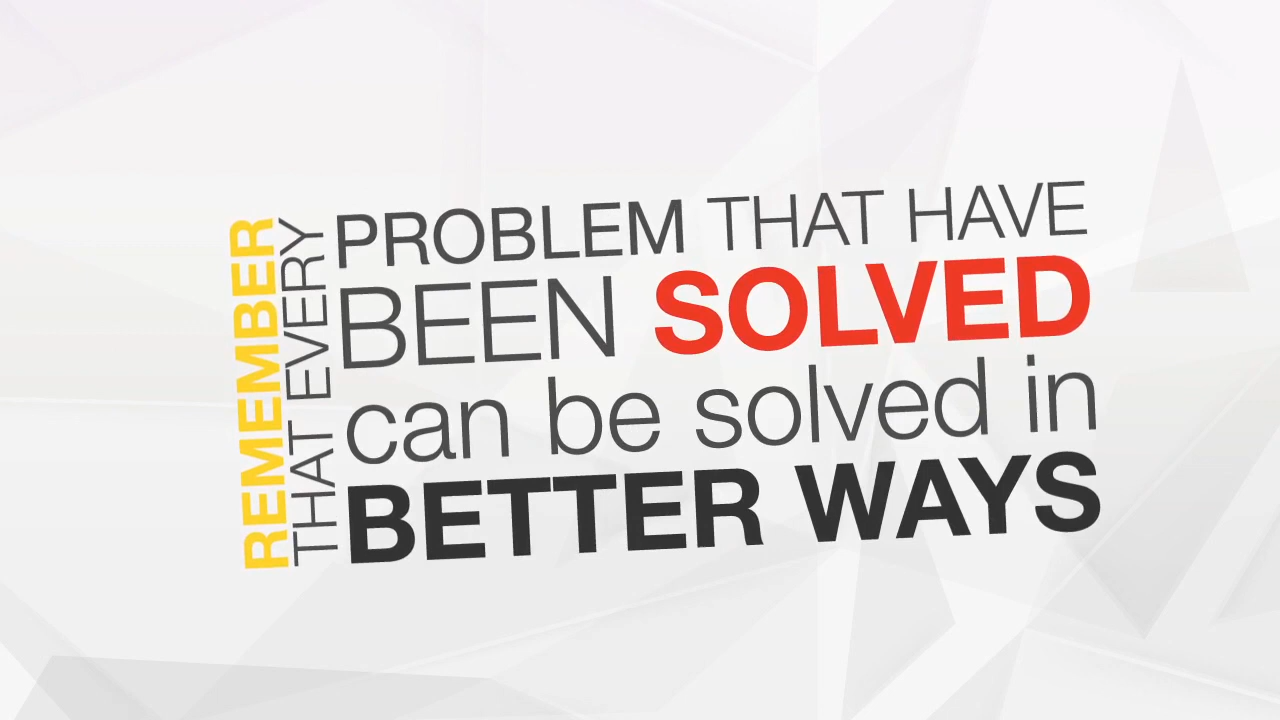 REMEMBER
THAT EVERY
PROBLEM THAT HAVE
BEEN SOLVED
can be solved in
BETTER WAYS